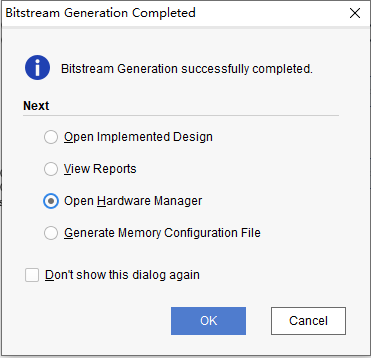 Bitstream Generation Completed
Bitstream Generation successfully completed.
Next
Open Implemented Design
View Reports
Open Hardware Manager
Generate Memory Configuration File
Don't show this dialog again
OK
Cancel